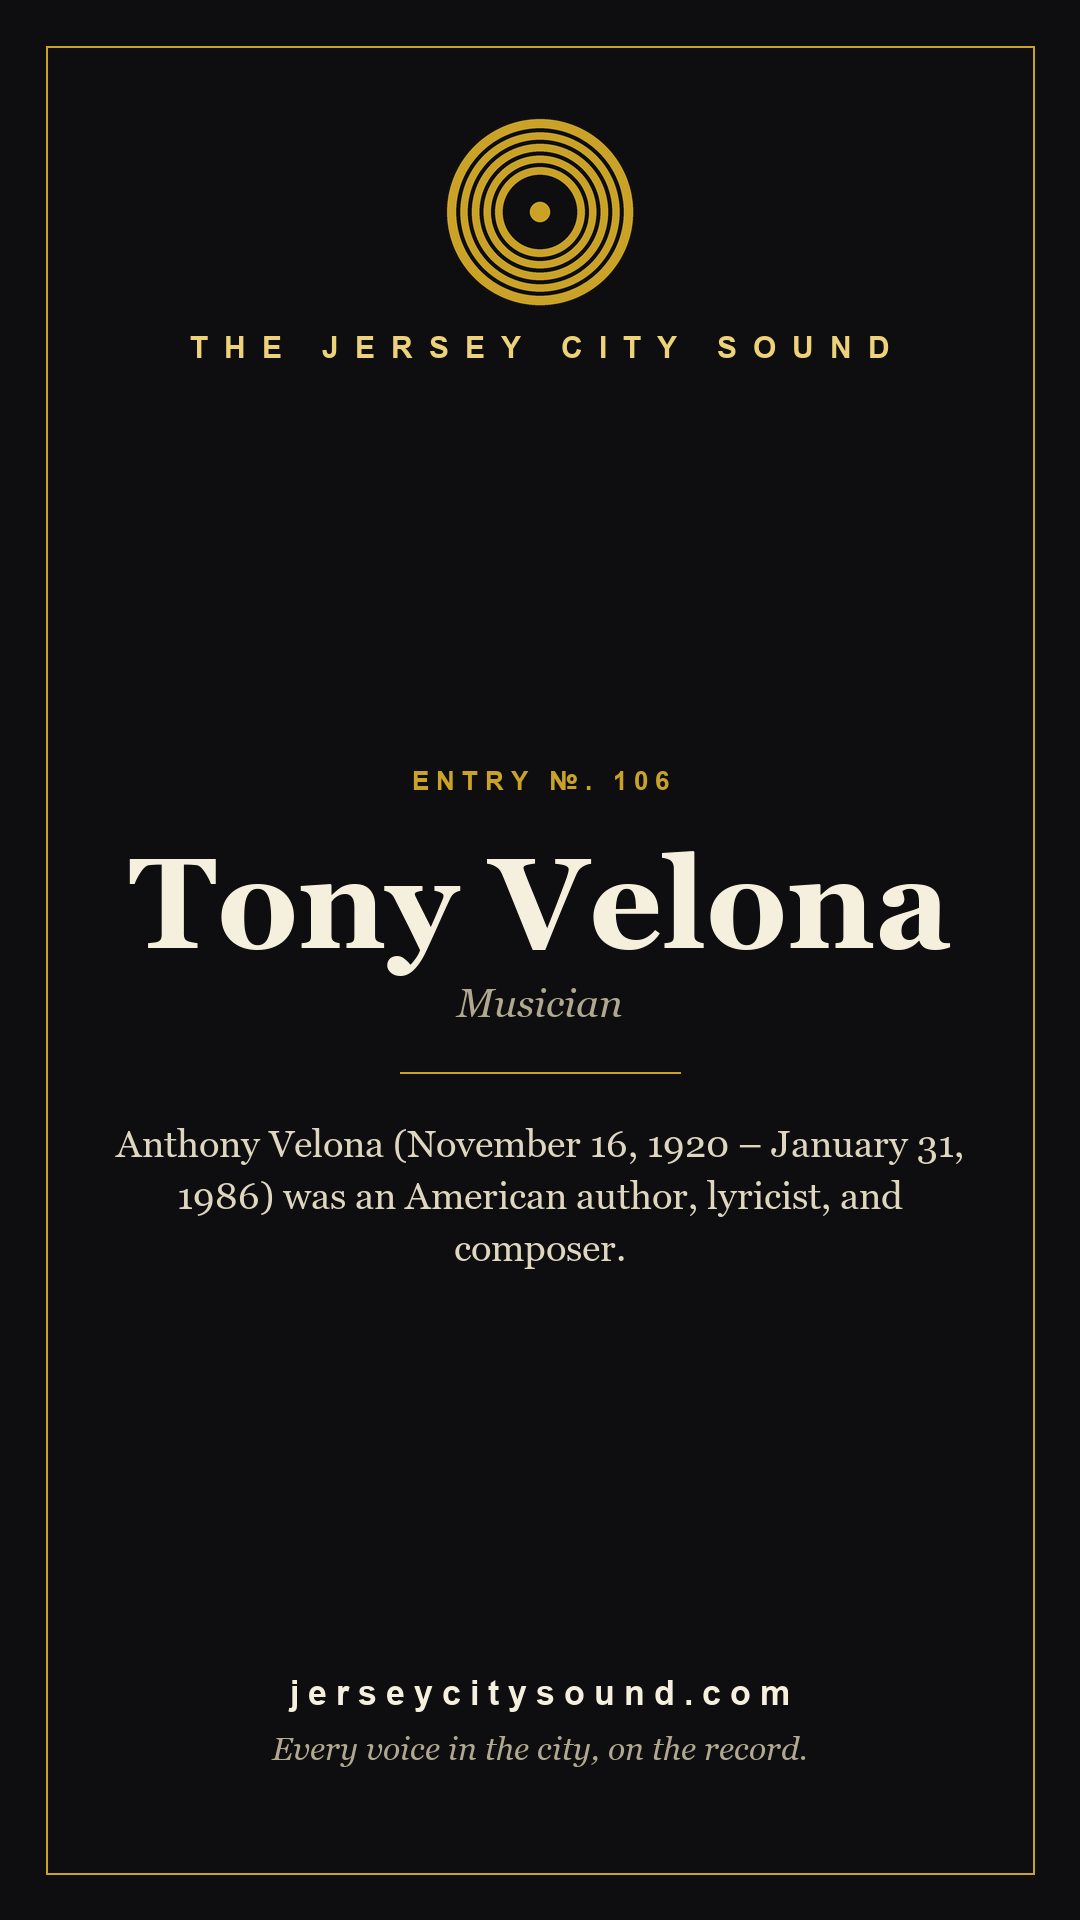 THE JERSEY CITY SOUND
ENTRY №. 106
Tony Velona
Musician
Anthony Velona (November 16, 1920 – January 31,
1986) was an American author, lyricist, and
composer.
jerseycitysound.com
Every voice in the city, on the record.